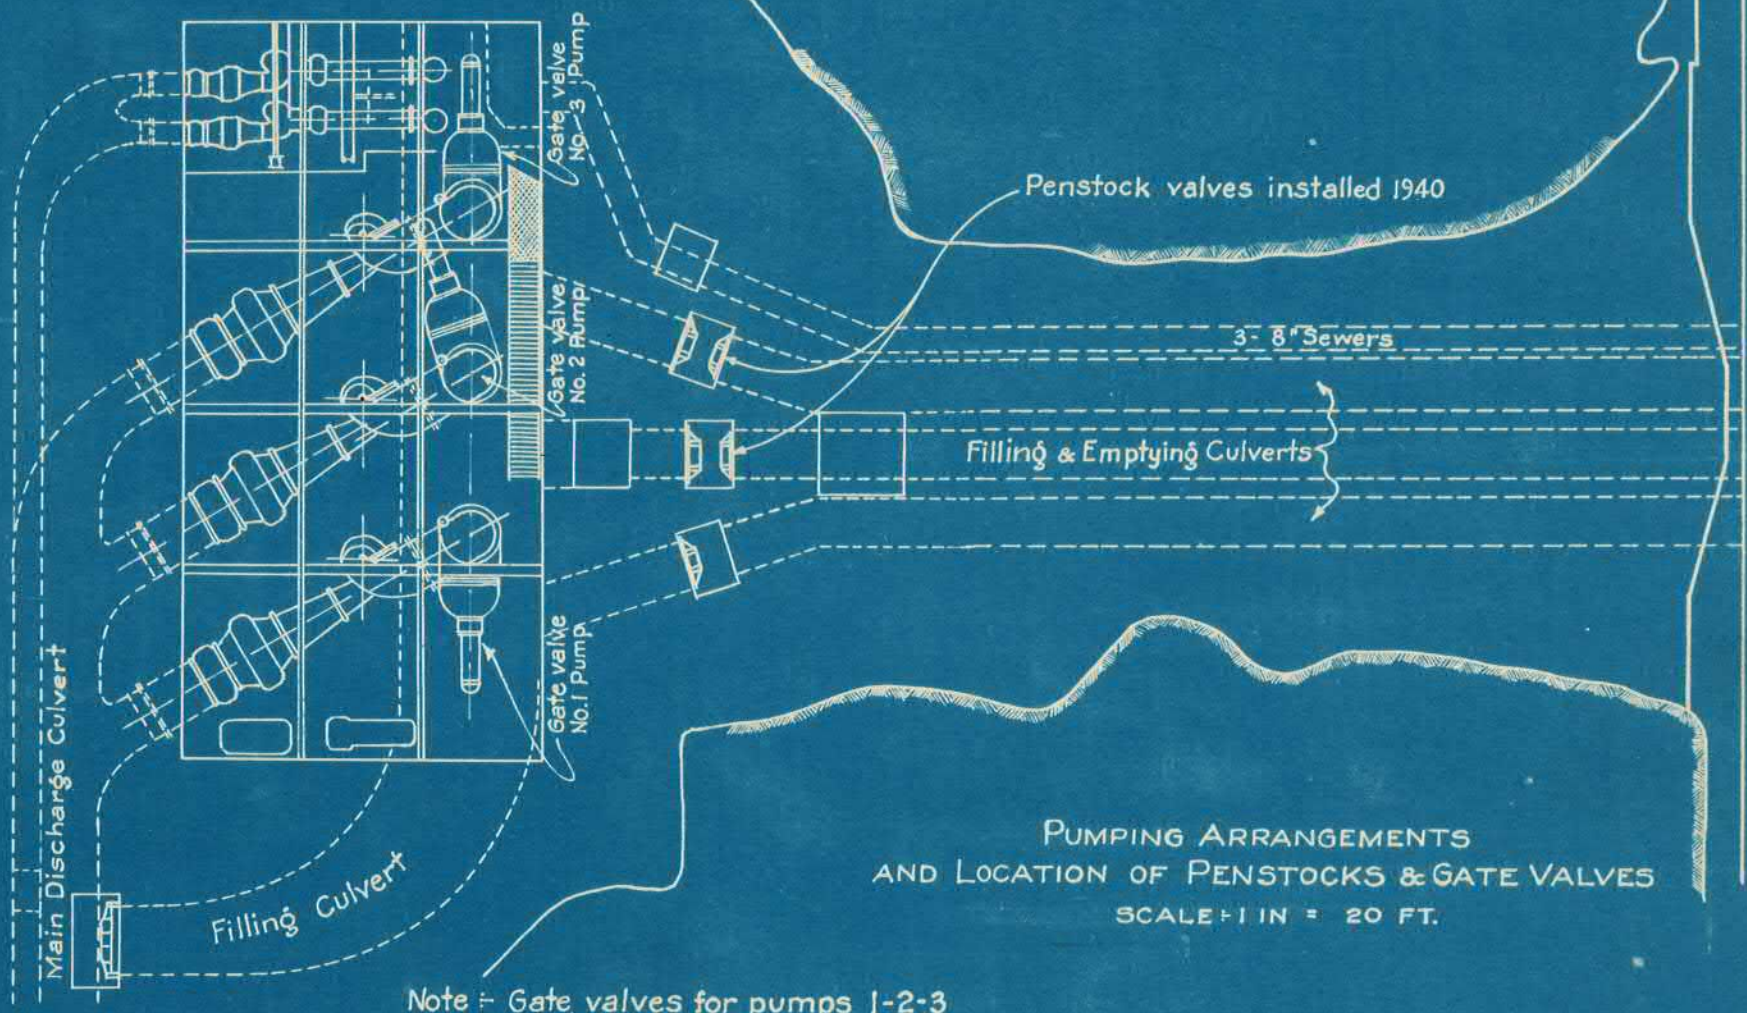 Gate valve
No.-3 Pump
Penstock valves installed 1940
Gate valve
No. 2 Pump
3- 8" Sewers
Filling & Emptying Culverts
Gate valve
No.1 Pump
Main Discharge Culvert
Filling Culvert
PUMPING ARRANGEMENTS
AND LOCATION OF PENSTOCKS & GATE VALVES
SCALE:-1 IN = 20 FT.
Note :- Gate valves for pumps 1-2-3